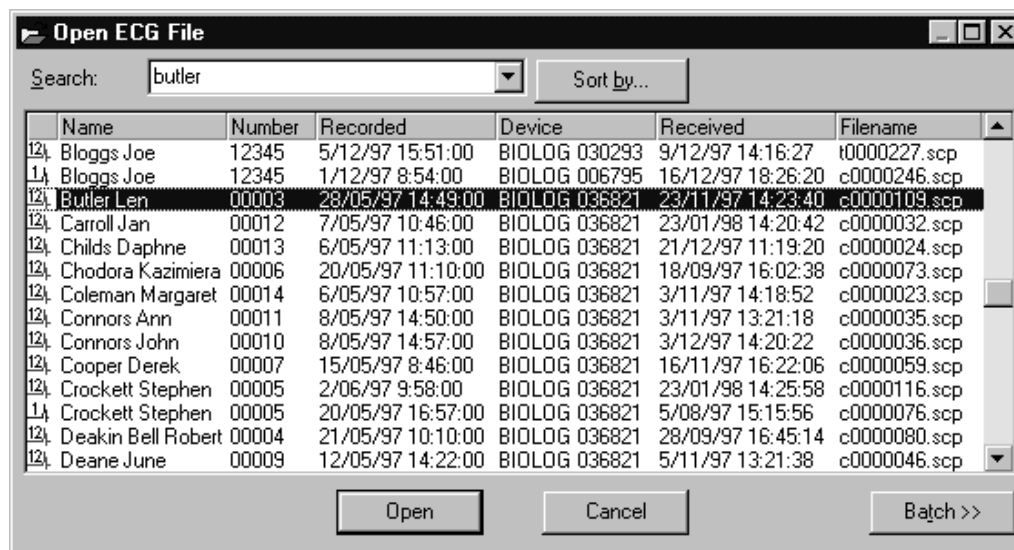 Open ECG File
Search: butler Sort by...
Name Number Recorded Device Received Filename
12 Bloggs Joe 12345 5/12/97 15:51:00 BIOLOG 030293 9/12/97 14:16:27 t0000227.scp
1 Bloggs Joe 12345 1/12/97 8:54:00 BIOLOG 006795 16/12/97 18:26:20 c0000246.scp
12 Butler Len 00003 28/05/97 14:49:00 BIOLOG 036821 23/11/97 14:23:40 c0000109.scp
12 Carroll Jan 00012 7/05/97 10:46:00 BIOLOG 036821 23/01/98 14:20:42 c0000032.scp
12 Childs Daphne 00013 6/05/97 11:13:00 BIOLOG 036821 21/12/97 11:19:20 c0000024.scp
12 Chodora Kazimiera 00006 20/05/97 11:10:00 BIOLOG 036821 18/09/97 16:02:38 c0000073.scp
12 Coleman Margaret 00014 6/05/97 10:57:00 BIOLOG 036821 3/11/97 14:18:52 c0000023.scp
12 Connors Ann 00011 8/05/97 14:50:00 BIOLOG 036821 3/11/97 13:21:18 c0000035.scp
12 Connors John 00010 8/05/97 14:57:00 BIOLOG 036821 3/12/97 14:20:22 c0000036.scp
12 Cooper Derek 00007 15/05/97 8:46:00 BIOLOG 036821 16/11/97 16:22:06 c0000059.scp
12 Crockett Stephen 00005 2/06/97 9:58:00 BIOLOG 036821 23/01/98 14:25:58 c0000116.scp
1 Crockett Stephen 00005 20/05/97 16:57:00 BIOLOG 036821 5/08/97 15:15:56 c0000076.scp
12 Deakin Bell Robert 00004 21/05/97 10:10:00 BIOLOG 036821 28/09/97 16:45:14 c0000080.scp
12 Deane June 00009 12/05/97 14:22:00 BIOLOG 036821 5/11/97 13:21:38 c0000046.scp
Open Cancel Batch >>